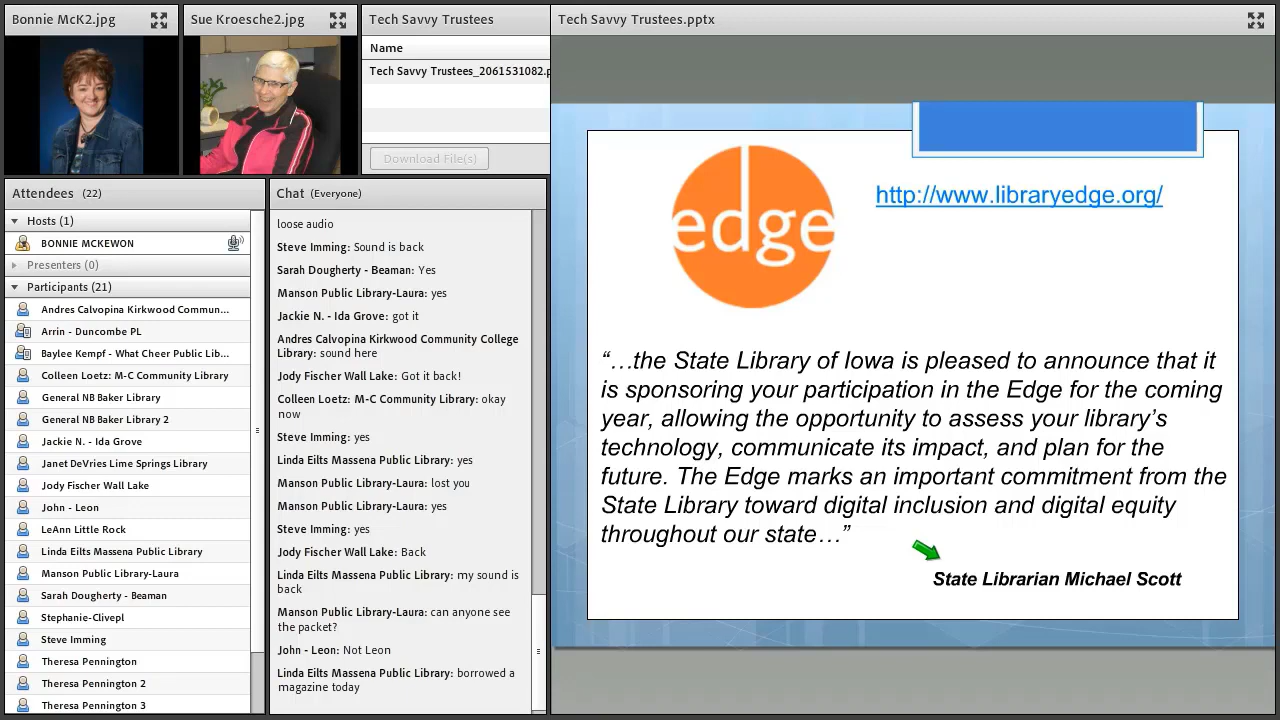 Bonnie McK2.jpg
Sue Kroesche2.jpg
Tech Savvy Trustees
Name
Tech Savvy Trustees_2061531082.p
Download File(s)
Attendees (22)
Hosts (1)
BONNIE MCKEWON
Presenters (0)
Participants (21)
Andres Calvopina Kirkwood Commun...
Arrin - Duncombe PL
Baylee Kempf - What Cheer Public Lib...
Colleen Loetz: M-C Community Library
General NB Baker Library
General NB Baker Library 2
Jackie N. - Ida Grove
Janet DeVries Lime Springs Library
Jody Fischer Wall Lake
John - Leon
LeAnn Little Rock
Linda Eilts Massena Public Library
Manson Public Library-Laura
Sarah Dougherty - Beaman
Stephanie-Clivepl
Steve Imming
Theresa Pennington
Theresa Pennington 2
Theresa Pennington 3
Chat (Everyone)
loose audio
Steve Imming: Sound is back
Sarah Dougherty - Beaman: Yes
Manson Public Library-Laura: yes
Jackie N. - Ida Grove: got it
Andres Calvopina Kirkwood Community College
Library: sound here
Jody Fischer Wall Lake: Got it back!
Colleen Loetz: M-C Community Library: okay
now
Steve Imming: yes
Linda Eilts Massena Public Library: yes
Manson Public Library-Laura: lost you
Manson Public Library-Laura: yes
Steve Imming: yes
Jody Fischer Wall Lake: Back
Linda Eilts Massena Public Library: my sound is
back
Manson Public Library-Laura: can anyone see
the packet?
John - Leon: Not Leon
Linda Eilts Massena Public Library: borrowed a
magazine today
Tech Savvy Trustees.pptx
edge
http://www.libraryedge.org/
“…the State Library of Iowa is pleased to announce that it
is sponsoring your participation in the Edge for the coming
year, allowing the opportunity to assess your library’s
technology, communicate its impact, and plan for the
future. The Edge marks an important commitment from the
State Library toward digital inclusion and digital equity
throughout our state…”
State Librarian Michael Scott